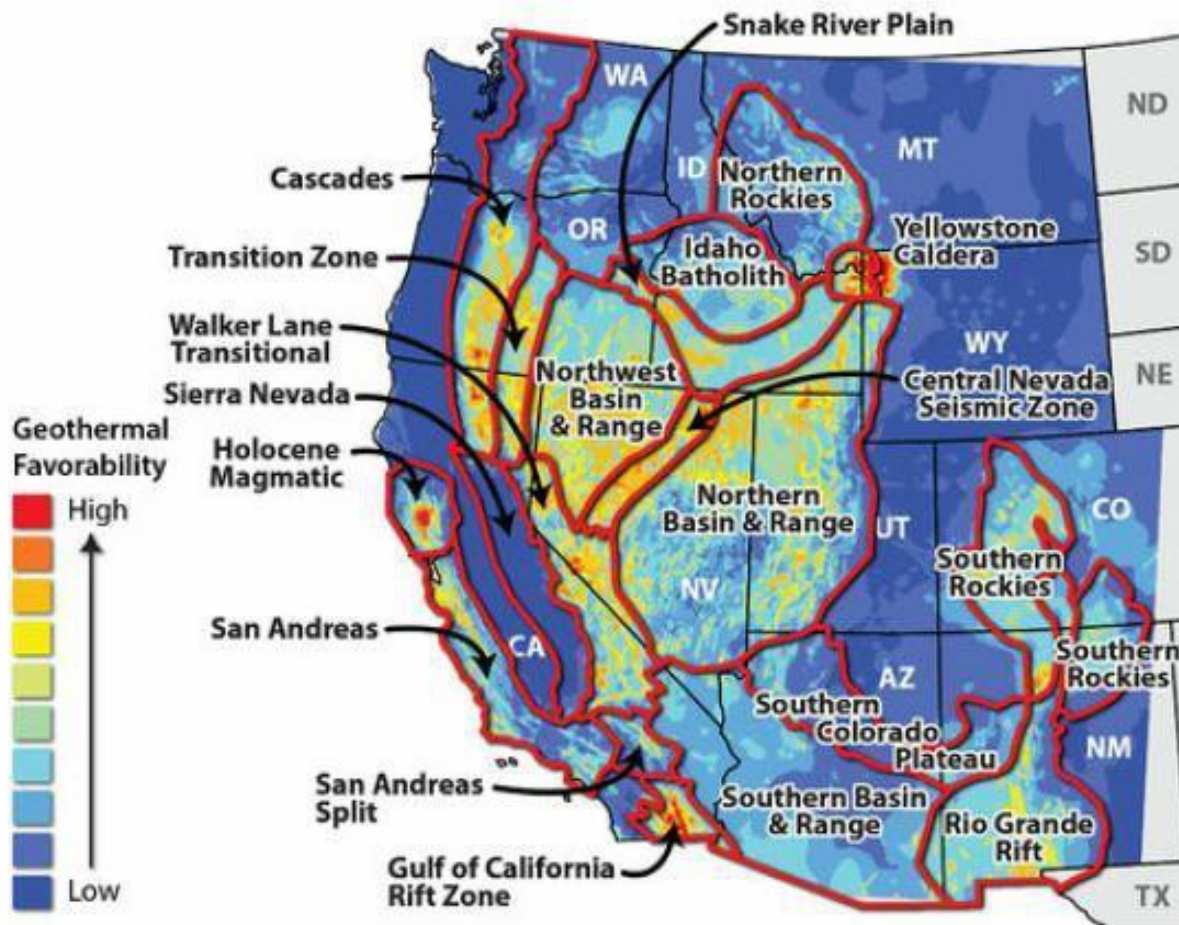 Snake River Plain
WA
ND
MT
Cascades
ID
Northern
Rockies
OR
Yellowstone
Caldera
SD
Transition Zone
Idaho
Batholith
Walker Lane
Transitional
WY
NE
Sierra Nevada
Northwest
Basin
& Range
Central Nevada
Seismic Zone
Geothermal
Favorability
High
Low
Holocene
Magmatic
Northern
Basin & Range
UT
CO
Southern
Rockies
NV
San Andreas
CA
AZ
Southern
Rockies
Southern
Colorado
Plateau
NM
San Andreas
Split
Southern Basin
& Range
Rio Grande
Rift
Gulf of California
Rift Zone
TX